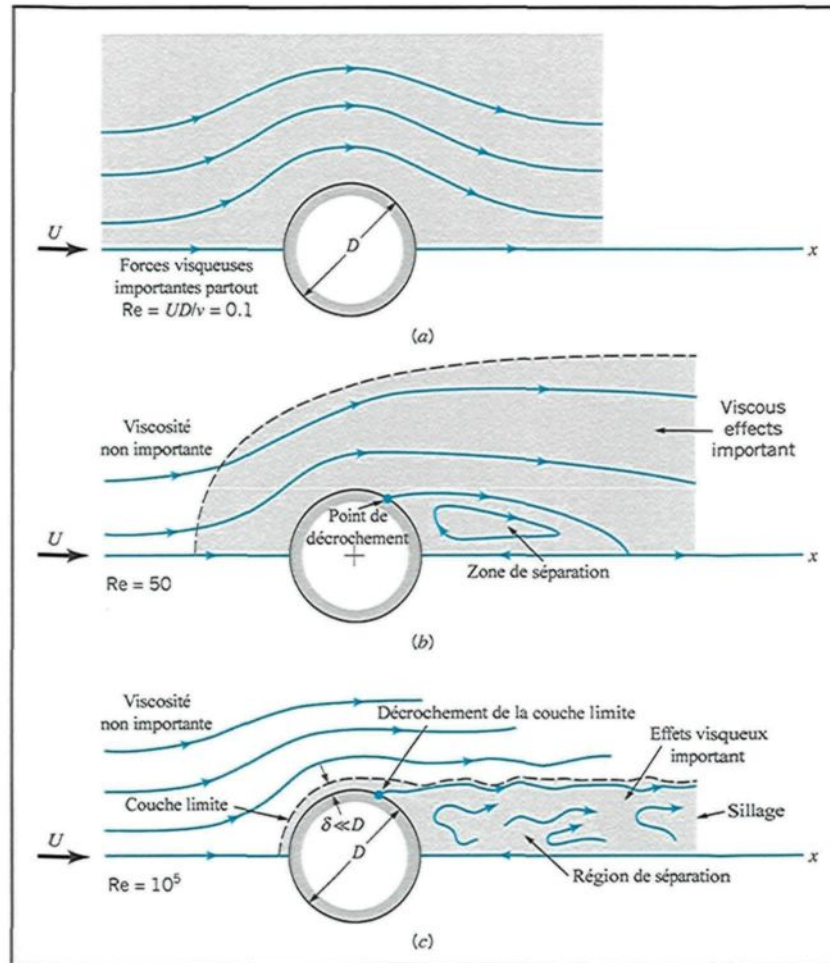 U
D
x
Forces visqueuses
importantes partout
Re = UD/ν = 0.1
(a)
Viscosité
non importante
Viscous
effects
important
Point de
décrochement
U
x
Zone de séparation
Re = 50
(b)
Viscosité
non importante
Décrochement de la couche limite
Effets visqueux
important
Couche limite
δ≪D
Sillage
U
D
x
Région de séparation
Re = 10⁵
(c)